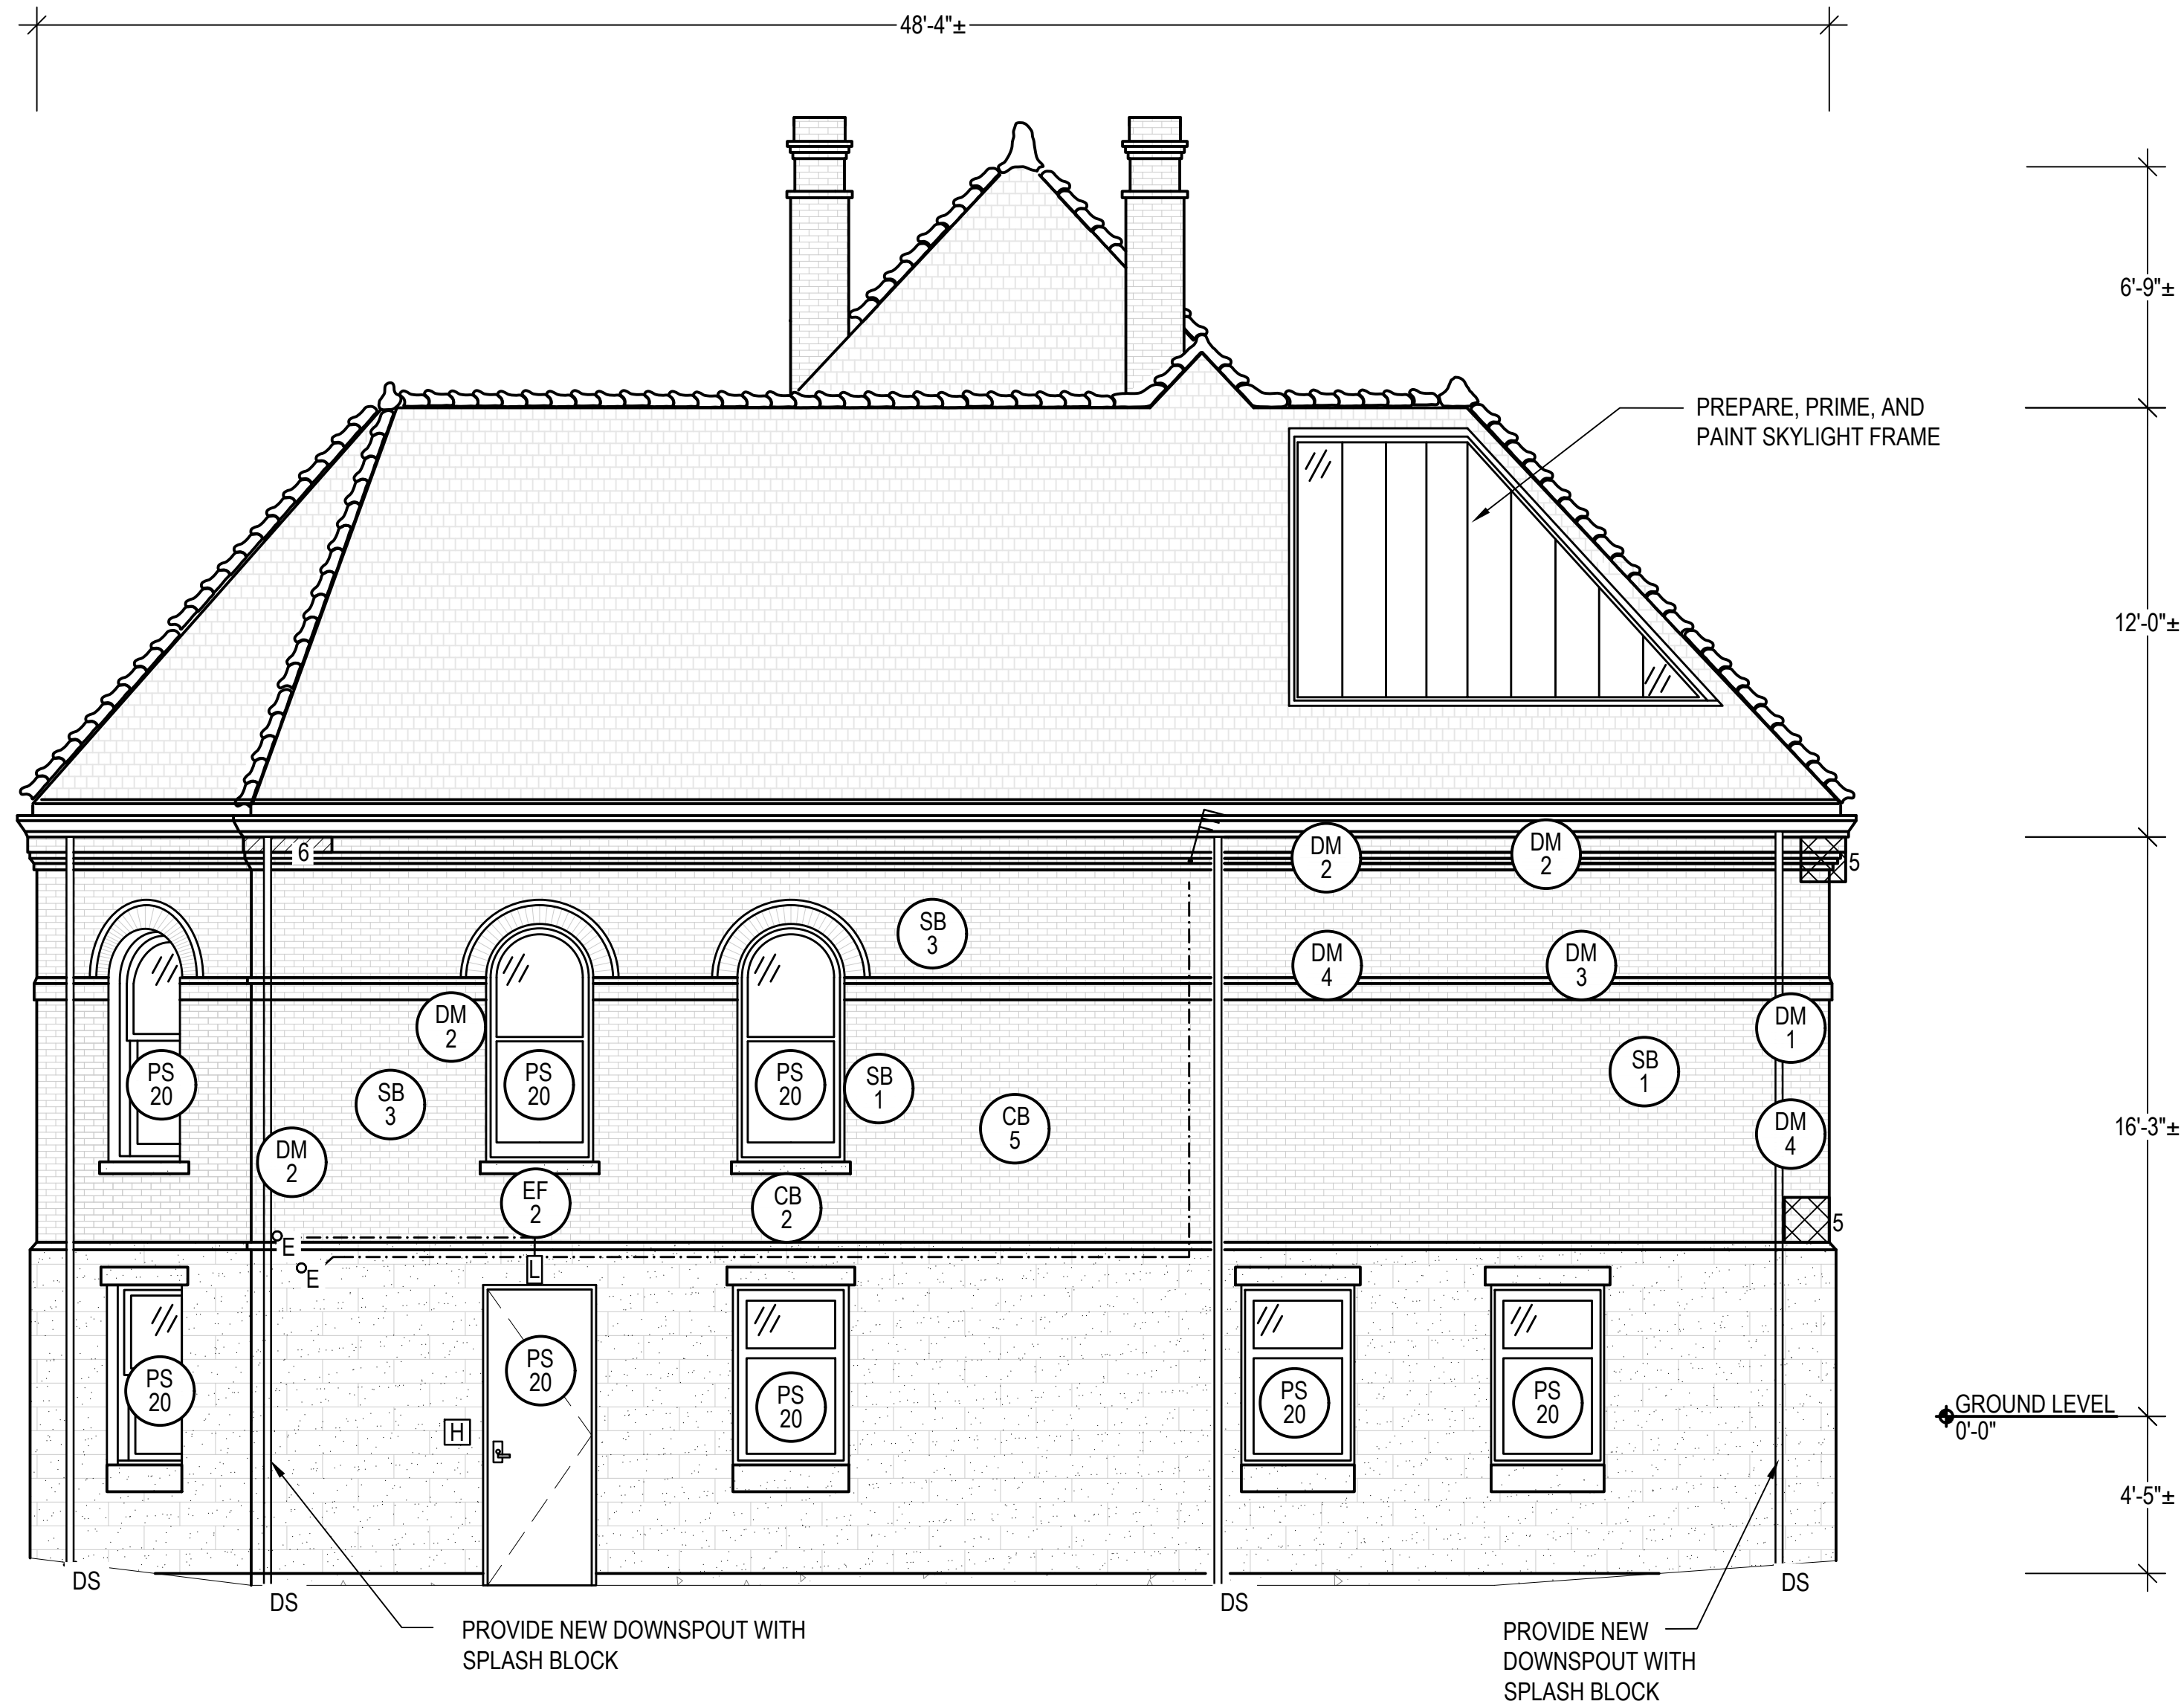 48'-4"±
6'-9"±
PREPARE, PRIME, AND
PAINT SKYLIGHT FRAME
12'-0"±
6
DM
2
DM
2
5
SB
3
DM
4
DM
3
DM
2
DM
1
PS
20
PS
20
PS
20
SB
1
SB
1
SB
3
CB
5
DM
4
16'-3"±
DM
2
EF
2
CB
2
5
E
E
L
PS
20
PS
20
PS
20
PS
20
PS
20
H
GROUND LEVEL
0'-0"
4'-5"±
DS
DS
DS
DS
PROVIDE NEW DOWNSPOUT WITH
SPLASH BLOCK
PROVIDE NEW
DOWNSPOUT WITH
SPLASH BLOCK